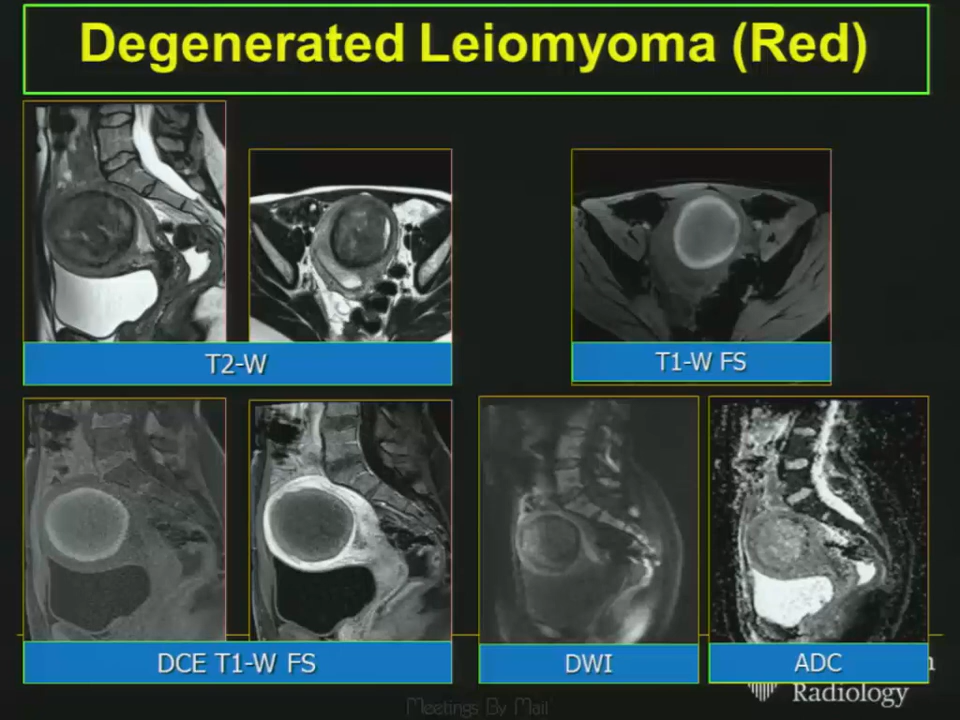 Degenerated Leiomyoma (Red)
T2-W
T1-W FS
DCE T1-W FS
DWI
ADC
Radiology
Meetings By Mail